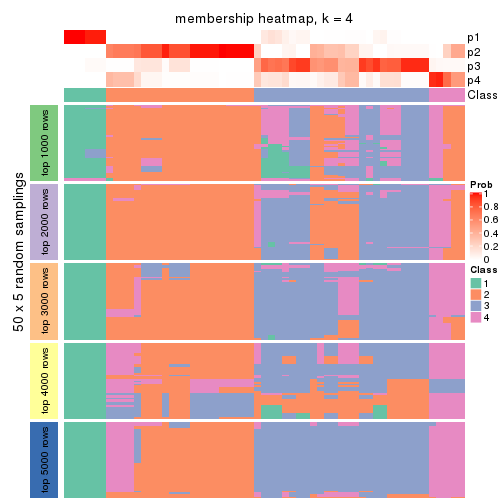 membership heatmap, k = 4
p1
p2
p3
p4
Class
50 x 5 random samplings
top 1000 rows
top 2000 rows
top 3000 rows
top 4000 rows
top 5000 rows
Prob
1
0.8
0.6
0.4
0.2
0
Class
1
2
3
4